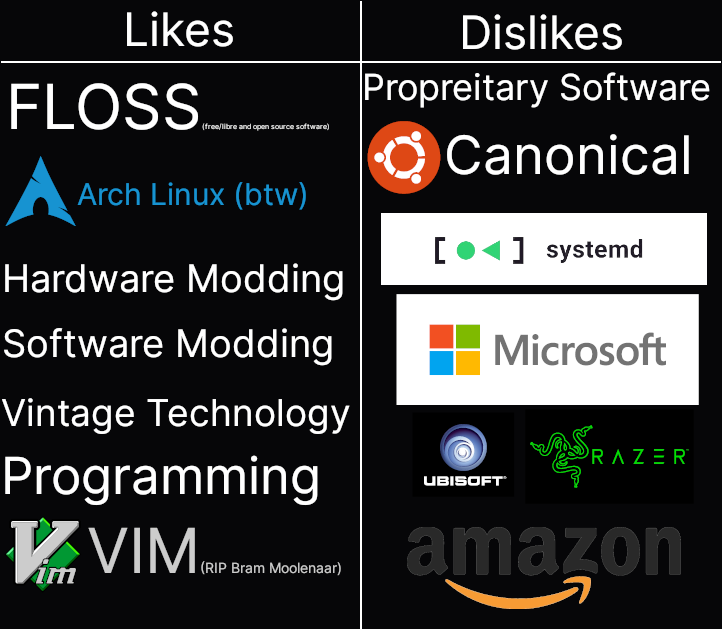 Likes
FLOSS (free/libre and open source software)
Arch Linux (btw)
Hardware Modding
Software Modding
Vintage Technology
Programming
Vim VIM (RIP Bram Moolenaar)
Dislikes
Propreitary Software
Canonical
[●◀] systemd
Microsoft
UBISOFT
RAZER
amazon